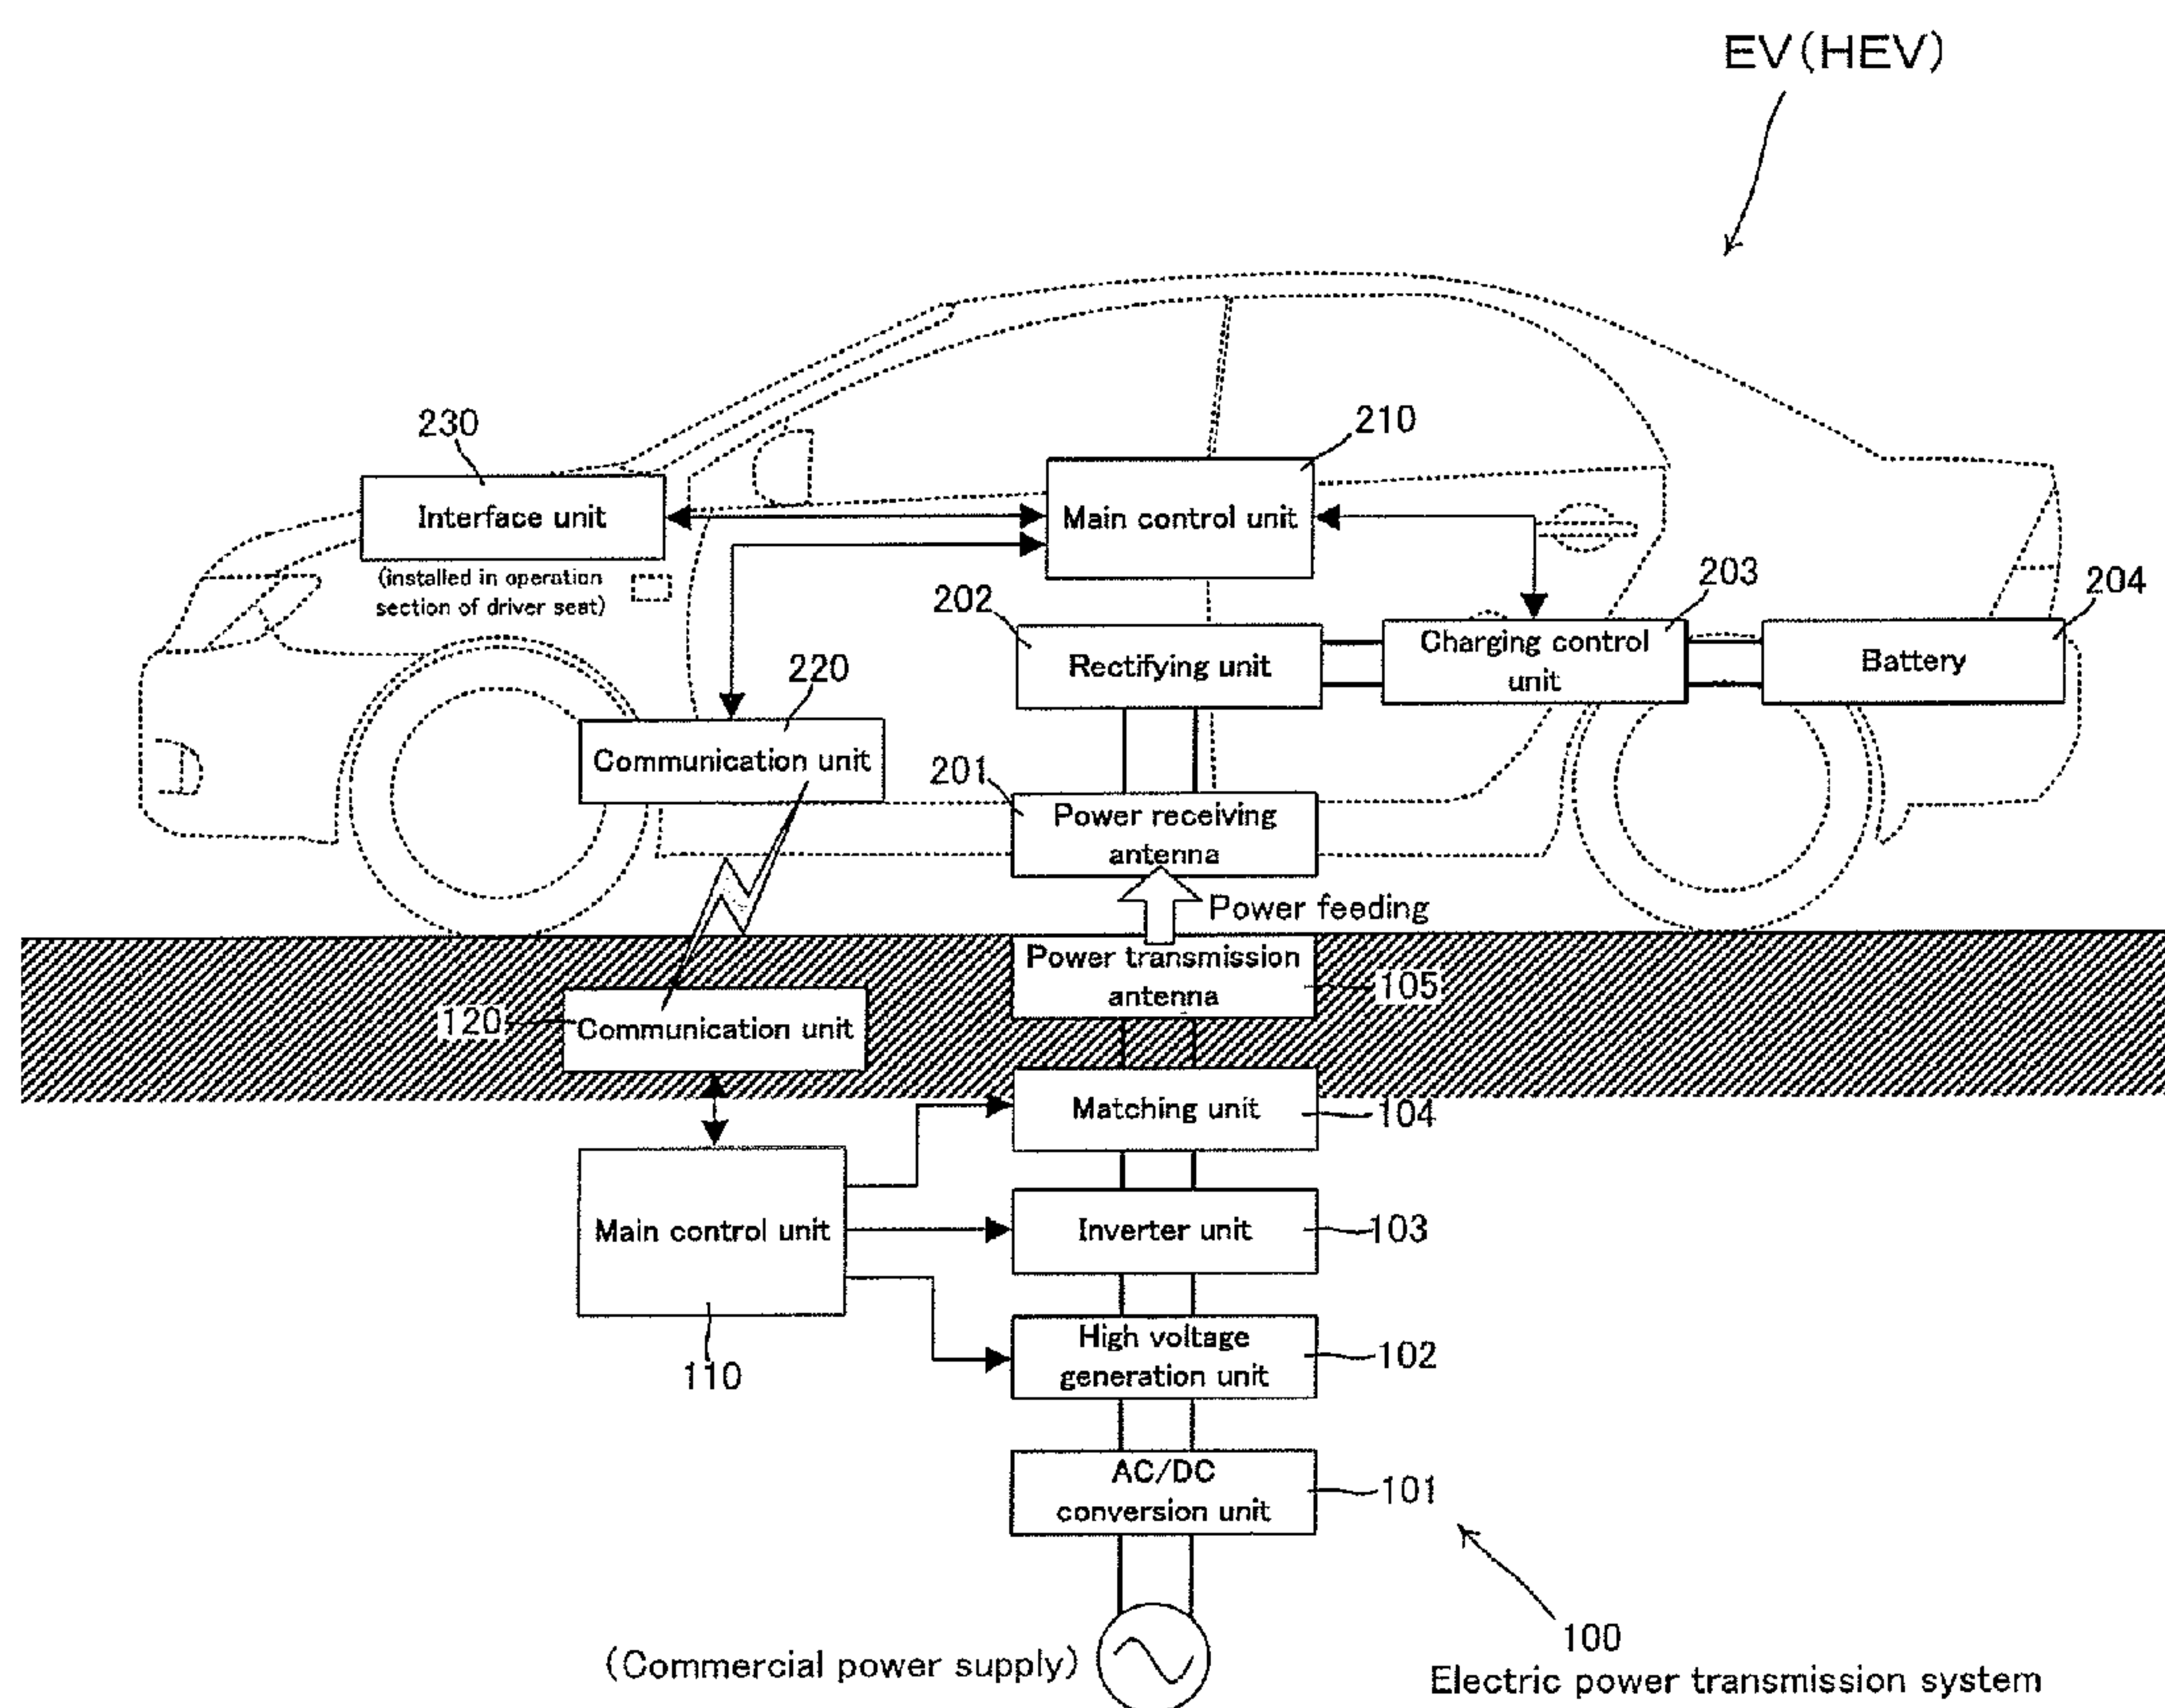 EV(HEV)
230
210
Interface unit
Main control unit
(installed in operation
section of driver seat)
202
203
204
Rectifying unit
Charging control
unit
Battery
220
Communication unit
201
Power receiving
antenna
Power feeding
Power transmission
antenna
105
120
Communication unit
Matching unit
104
Main control unit
Inverter unit
103
110
High voltage
generation unit
102
AC/DC
conversion unit
101
(Commercial power supply)
100
Electric power transmission system